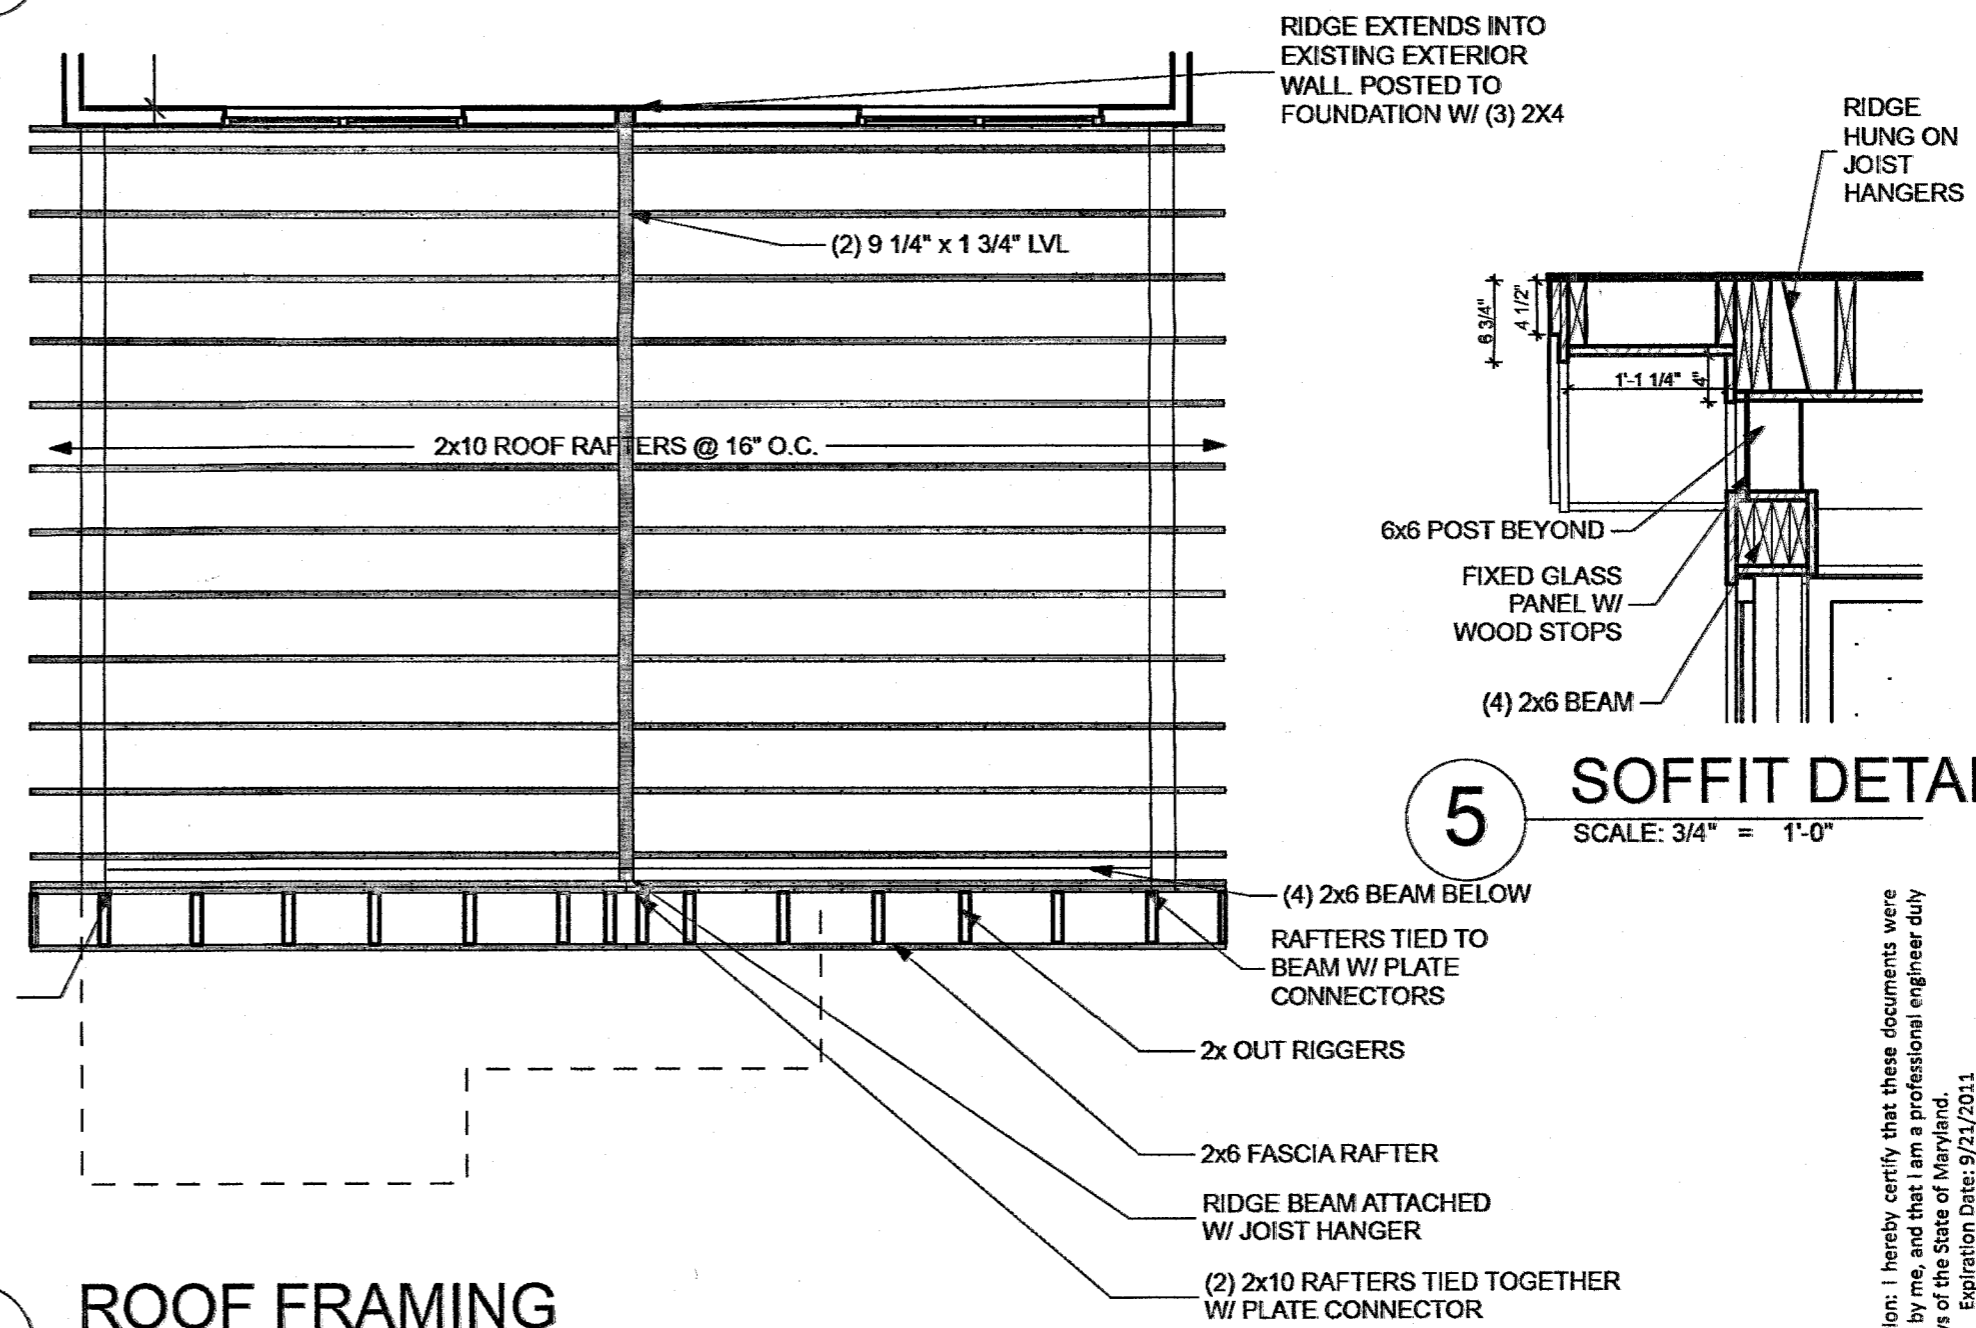 RIDGE EXTENDS INTO
EXISTING EXTERIOR
WALL. POSTED TO
FOUNDATION W/ (3) 2X4
RIDGE
HUNG ON
JOIST
HANGERS
(2) 9 1/4" x 1 3/4" LVL
6 3/4"
4 1/2"
1'-1 1/4"
4"
2x10 ROOF RAFTERS @ 16" O.C.
6x6 POST BEYOND
FIXED GLASS
PANEL W/
WOOD STOPS
(4) 2x6 BEAM
5
SOFFIT DETAI
SCALE: 3/4" = 1'-0"
(4) 2x6 BEAM BELOW
RAFTERS TIED TO
BEAM W/ PLATE
CONNECTORS
2x OUT RIGGERS
2x6 FASCIA RAFTER
RIDGE BEAM ATTACHED
W/ JOIST HANGER
(2) 2x10 RAFTERS TIED TOGETHER
W/ PLATE CONNECTOR
ROOF FRAMING
ion: I hereby certify that these documents were
by me, and that I am a professional engineer duly
vs of the State of Maryland.
Expiration Date: 9/21/2011